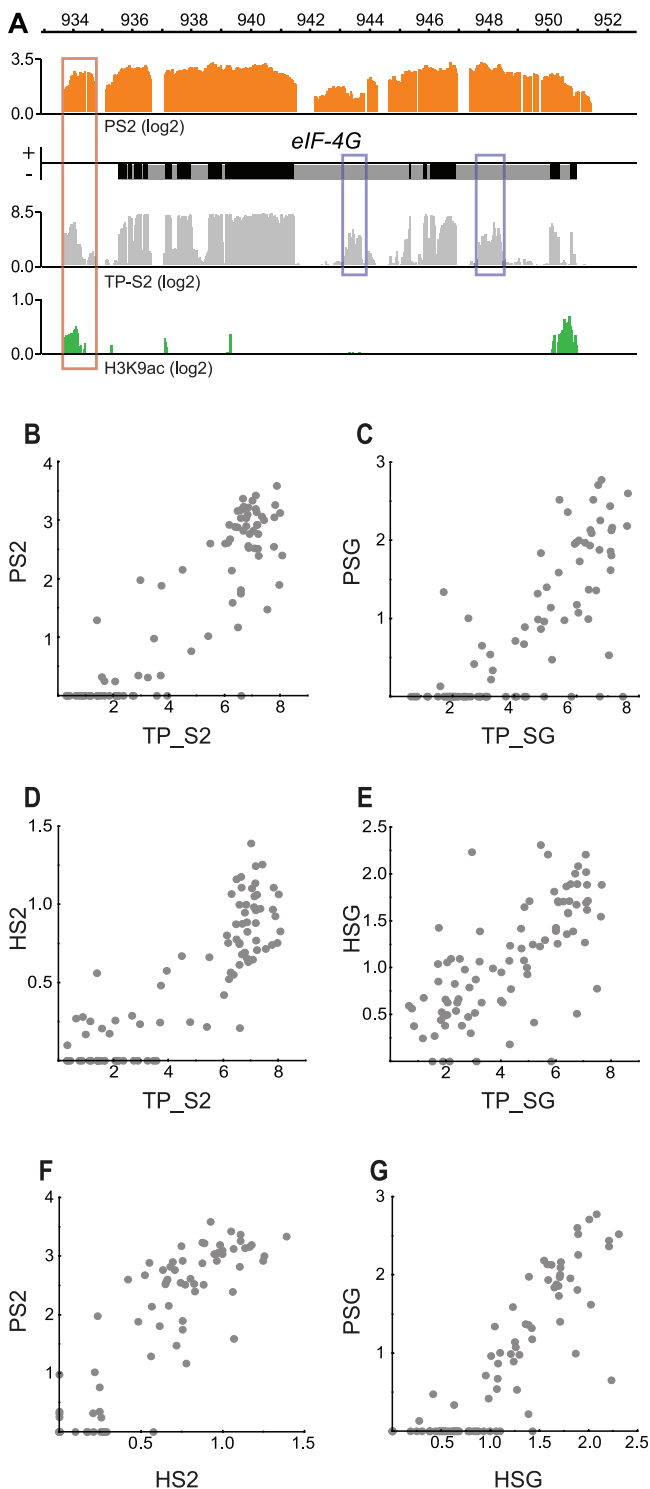 A
934 936 938 940 942 943 944 946 948 950 952
3.5
0.0
PS2 (log2)
eIF-4G
+
-
8.5
0.0
TP-S2 (log2)
1.0
0.0
H3K9ac (log2)
B
4
3
2
1
2 4 6 8
PS2
TP_S2
C
3
2
1
2 4 6 8
PSG
TP_SG
D
1.5
1.0
0.5
2 4 6 8
HS2
TP_S2
E
2.5
2.0
1.5
1.0
0.5
2 4 6 8
HSG
TP_SG
F
4
3
2
1
0.5 1.0 1.5
PS2
HS2
G
3
2
1
0.5 1.0 1.5 2.0 2.5
PSG
HSG